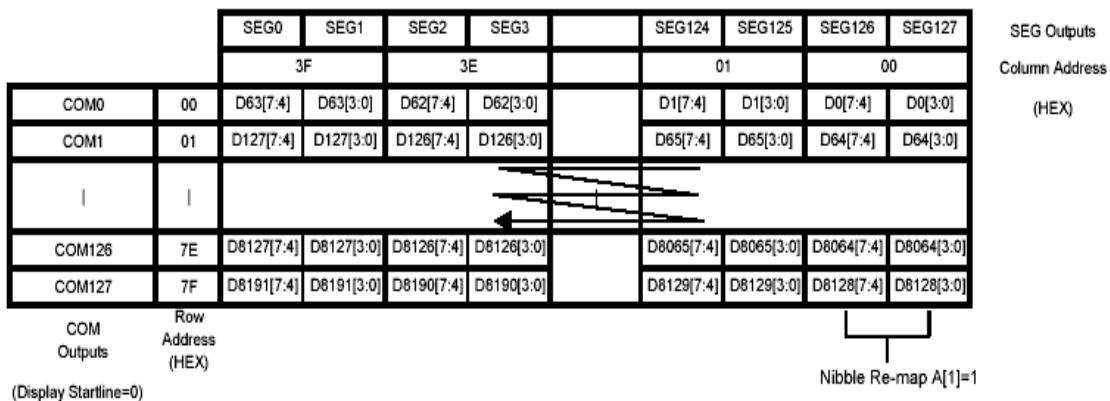 SEG0 SEG1 SEG2 SEG3 SEG124 SEG125 SEG126 SEG127 SEG Outputs
3F 3E 01 00 Column Address
(HEX)
COM0 00 D63[7:4] D63[3:0] D62[7:4] D62[3:0] D1[7:4] D1[3:0] D0[7:4] D0[3:0]
COM1 01 D127[7:4] D127[3:0] D126[7:4] D126[3:0] D65[7:4] D65[3:0] D64[7:4] D64[3:0]
| |
COM126 7E D8127[7:4] D8127[3:0] D8126[7:4] D8126[3:0] D8065[7:4] D8065[3:0] D8064[7:4] D8064[3:0]
COM127 7F D8191[7:4] D8191[3:0] D8190[7:4] D8190[3:0] D8129[7:4] D8129[3:0] D8128[7:4] D8128[3:0]
COM
Outputs
Row
Address
(HEX)
(Display Startline=0)
Nibble Re-map A[1]=1